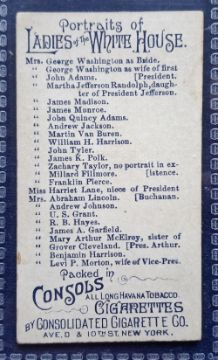 Portraits of
LADIES of the WHITE HOUSE.
Mrs. George Washington as Bride.
" George Washington as wife of first
" John Adams. [President.
" Martha Jefferson Randolph, daugh-
ter of President Jefferson.
" James Madison.
" James Monroe.
" John Quincy Adams.
" Andrew Jackson.
" Martin Van Buren.
" William H. Harrison.
" John Tyler.
" James K. Polk.
" Zachary Taylor, no portrait in ex-
" Millard Fillmore. [istence.
" Franklin Pierce.
Miss Harriet Lane, niece of President
Mrs. Abraham Lincoln. [Buchanan.
" Andrew Johnson.
" U. S. Grant.
" R. B. Hayes.
" James A. Garfield.
" Mary Arthur McElroy, sister of
" Grover Cleveland. [Pres. Arthur.
" Benjamin Harrison.
" Levi P. Morton, wife of Vice-Pres.
Packed in
CONSOLS
ALL LONG HAVANA TOBACCO
CIGARETTES
BY CONSOLIDATED CIGARETTE CO.
AVE. D & 10TH ST. NEW YORK.